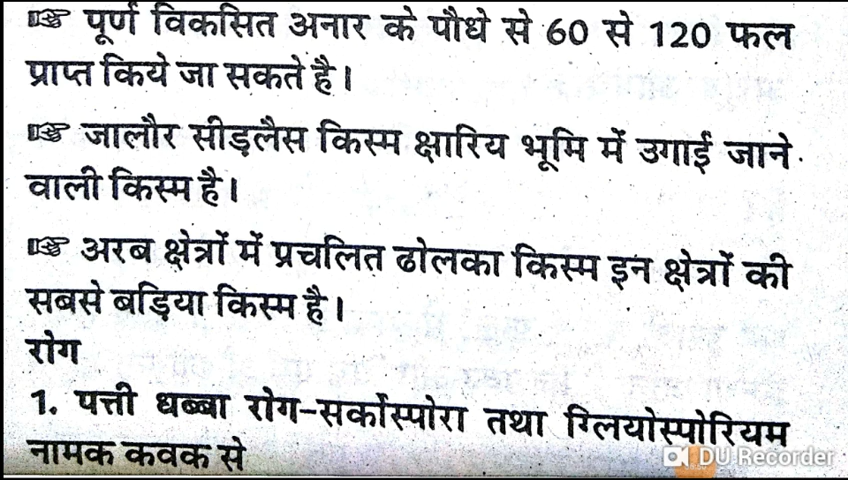 ☞ पूर्ण विकसित अनार के पौधे से 60 से 120 फल
प्राप्त किये जा सकते है।
☞ जालौर सीड़लैस किस्म क्षारिय भूमि में उगाई जाने
वाली किस्म है।
☞ अरब क्षेत्रों में प्रचलित ढोलका किस्म इन क्षेत्रों की
सबसे बड़िया किस्म है।
रोग
1. पत्ती धब्बा रोग-सर्कोस्पोरा तथा ग्लियोस्पोरियम
नामक कवक से
DU Recorder